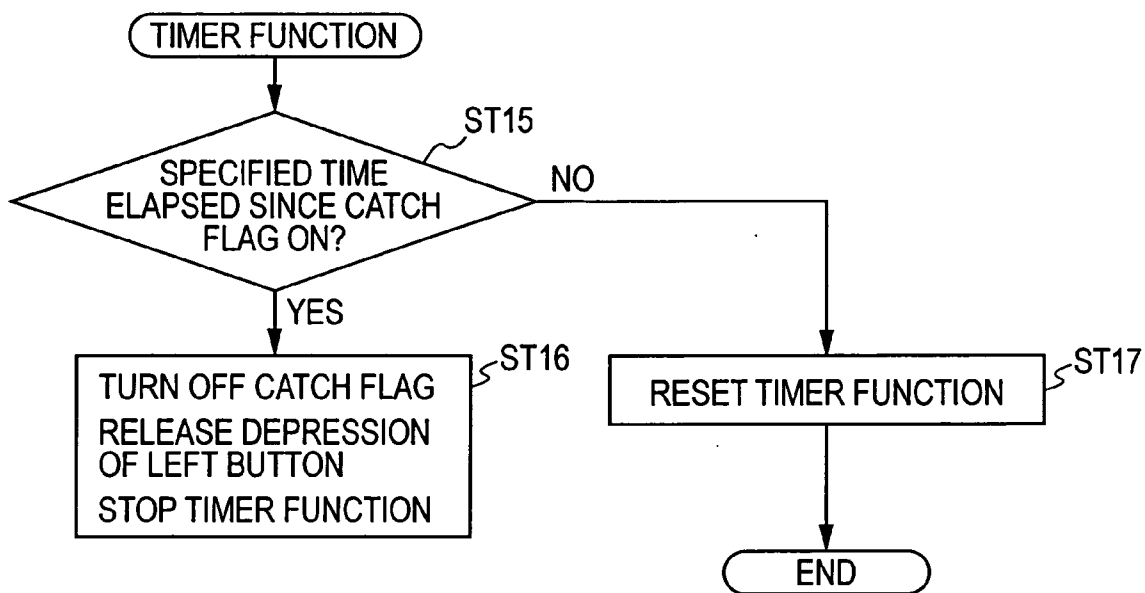 TIMER FUNCTION
ST15
SPECIFIED TIME
ELAPSED SINCE CATCH
FLAG ON?
NO
YES
ST16
TURN OFF CATCH FLAG
RELEASE DEPRESSION
OF LEFT BUTTON
STOP TIMER FUNCTION
ST17
RESET TIMER FUNCTION
END